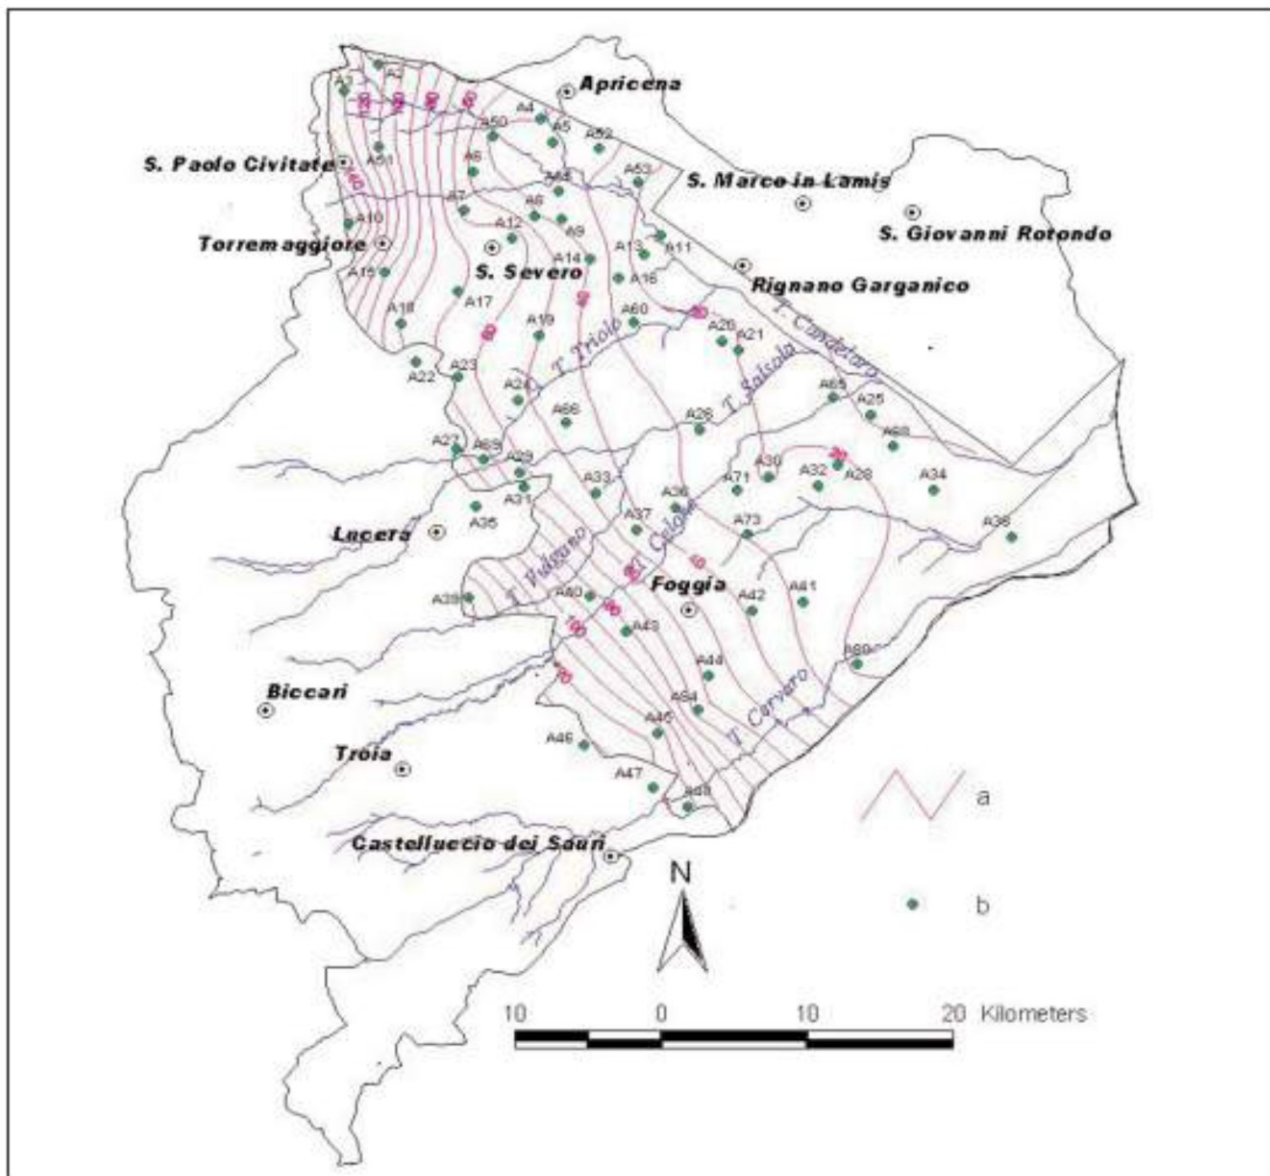 A2
A3
Apricena
A4
A50
A5
A52
S. Paolo Civitate
A51
A6
S. Marco in Lamis
A53
A7
A8
A10
A9
A12
A11
S. Giovanni Rotondo
Torremaggiore
A13
A14
S. Severo
A15
A16
Rignano Garganico
A17
T. Candelaro
A18
A60
A19
T. Triolo
A20
A21
A22
A23
T. Salsola
A24
A65
A25
A66
A26
A27
A69
A29
A30
A32
A28
A71
A34
A31
A33
A35
A36
Lucera
A37
A73
T. Celone
T. Vulgano
Foggia
A39
A40
A42
A41
A43
A44
T. Cervaro
Biccari
A45
A46
Troia
A47
a
Castelluccio dei Sauri
N
b
10 0 10 20 Kilometers